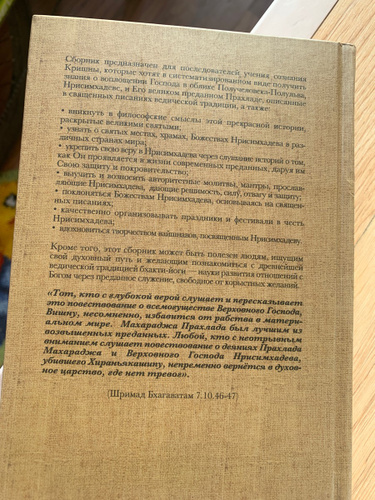 Сборник предназначен для последователей учения сознания
Кришны, которые хотят в систематизированном виде получить
знания о воплощении Господа в облике Получеловека-Полульва,
Нрисимхадеве, и Его великом преданном Прахладе, описанные
в священных писаниях ведической традиции, а также:
• вникнуть в философские смыслы этой прекрасной истории,
раскрытые великими святыми;
• узнать о святых местах, храмах, Божествах Нрисимхадева в раз-
личных странах мира;
• укрепить свою веру в Нрисимхадева через слушание историй о том,
как Он проявляется в жизни современных преданных, даруя им
Свою защиту и покровительство;
• выучить и возносить авторитетные молитвы, мантры, прослав-
ляющие Нрисимхадева, дающие решимость, силу, отвагу и защиту;
• поклоняться Божествам Нрисимхадева, основываясь на священ-
ных писаниях;
• качественно организовывать праздники и фестивали в честь
Нрисимхадева;
• вдохновиться творчеством вайшнавов, посвященным Нрисимхадеву.
Кроме того, этот сборник может быть полезен людям, ищущим
свой духовный путь и желающим познакомиться с древнейшей
ведической традицией бхакти-йоги — науки развития отношений с
Богом через преданное служение, свободное от корыстных желаний.
«Тот, кто с глубокой верой слушает и пересказывает
это повествование о всемогуществе Верховного Господа,
Вишну, несомненно, избавится от рабства в матери-
альном мире. Махараджа Прахлада был лучшим из
возвышенных преданных. Любой, кто с неотрывным
вниманием слушает повествование о деяниях Прахлада
Махараджа и Верховного Господа Нрисимхадева,
убившего Хираньякашипу, непременно вернётся в духов-
ное царство, где нет тревог».
(Шримад Бхагаватам 7.10.46-47)